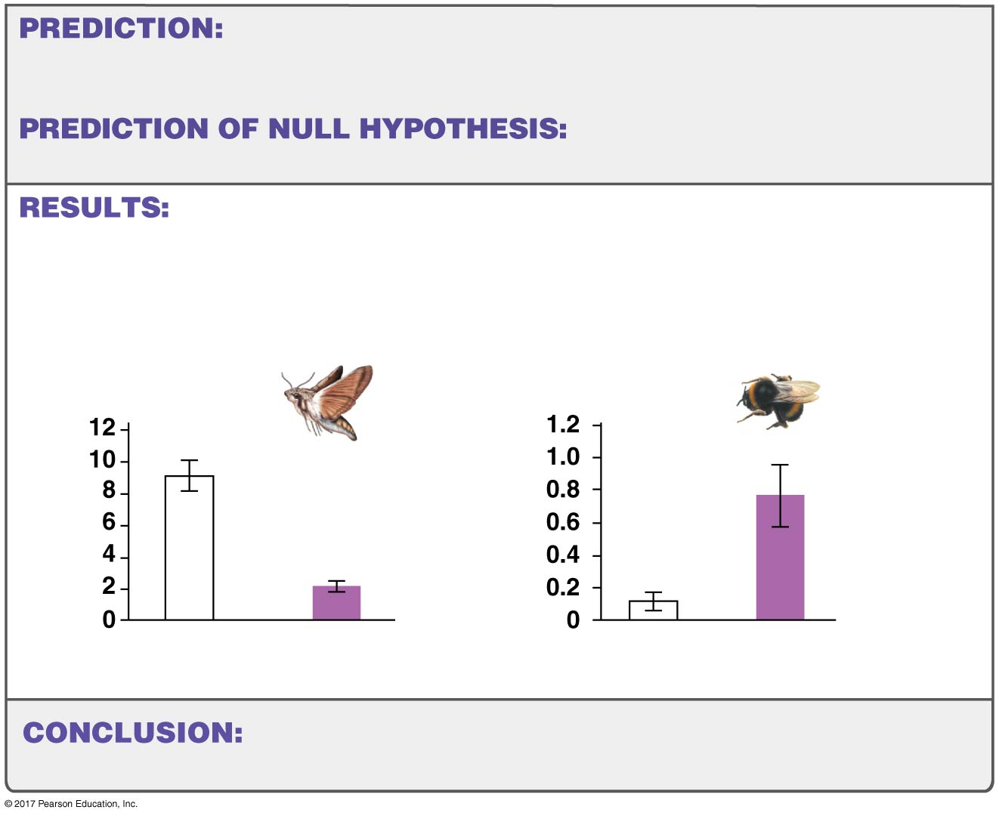 PREDICTION:
PREDICTION OF NULL HYPOTHESIS:
RESULTS:
12
10
8
6
4
2
0
1.2
1.0
0.8
0.6
0.4
0.2
0
CONCLUSION:
© 2017 Pearson Education, Inc.